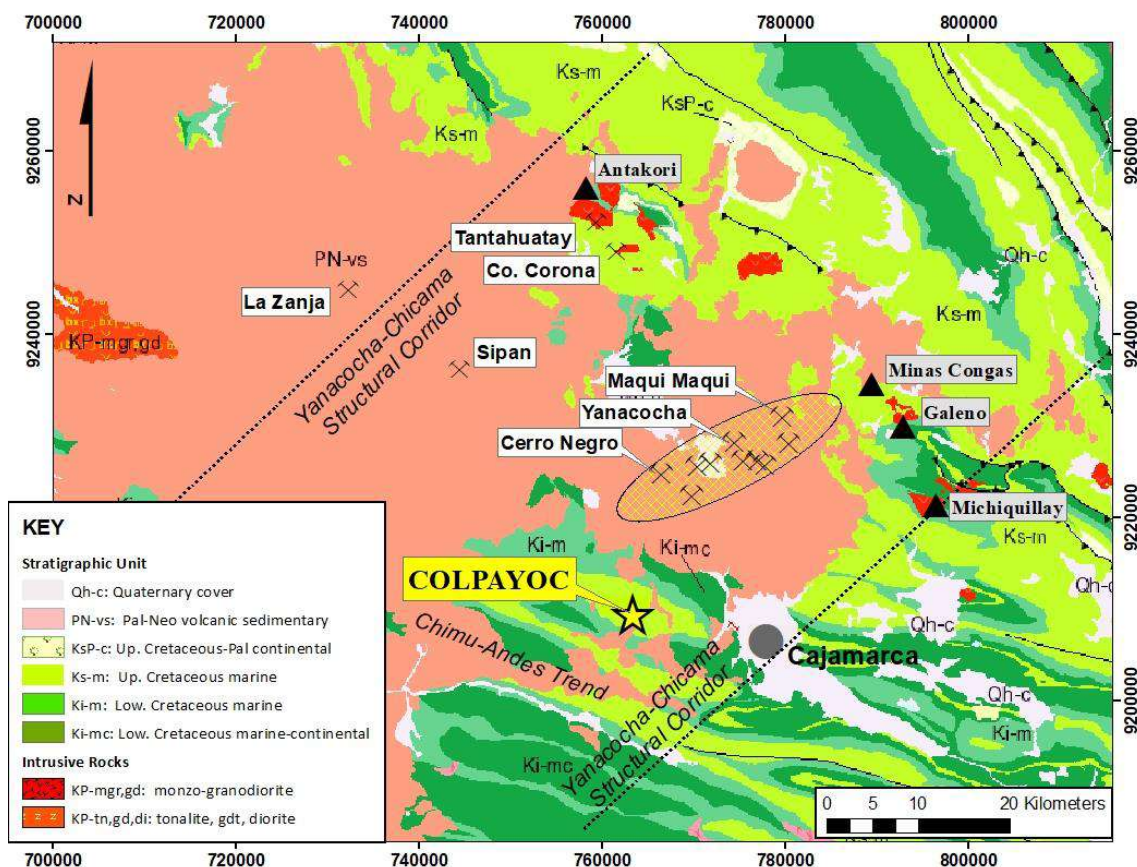 700000 720000 740000 760000 780000 800000
Ks-m
KsP-c
Ks-m
9260000 9260000
Antakori
N
Tantahuatay
PN-vs
Co. Corona
Qh-c
La Zanja
Ks-m
KP-mgr,gd
9240000 9240000
Yanacocha-Chicama
Structural Corridor
Sipan
Maqui Maqui
Minas Congas
Yanacocha
Galeno
Cerro Negro
Michiquillay
9220000
Ks-m
Ki-m
Ki-mc
Qh-c
COLPAYOC
Qh-c
Chimu-Andes Trend
Cajamarca
Yanacocha-Chicama
Structural Corridor
Qh-c
9200000
Ki-m
Ki-mc
KEY
Stratigraphic Unit
Qh-c: Quaternary cover
PN-vs: Pal-Neo volcanic sedimentary
KsP-c: Up. Cretaceous-Pal continental
Ks-m: Up. Cretaceous marine
Ki-m: Low. Cretaceous marine
Ki-mc: Low. Cretaceous marine-continental
Intrusive Rocks
KP-mgr,gd: monzo-granodiorite
KP-tn,gd,di: tonalite, gdt, diorite
0 5 10 20 Kilometers
700000 720000 740000 760000 780000 800000